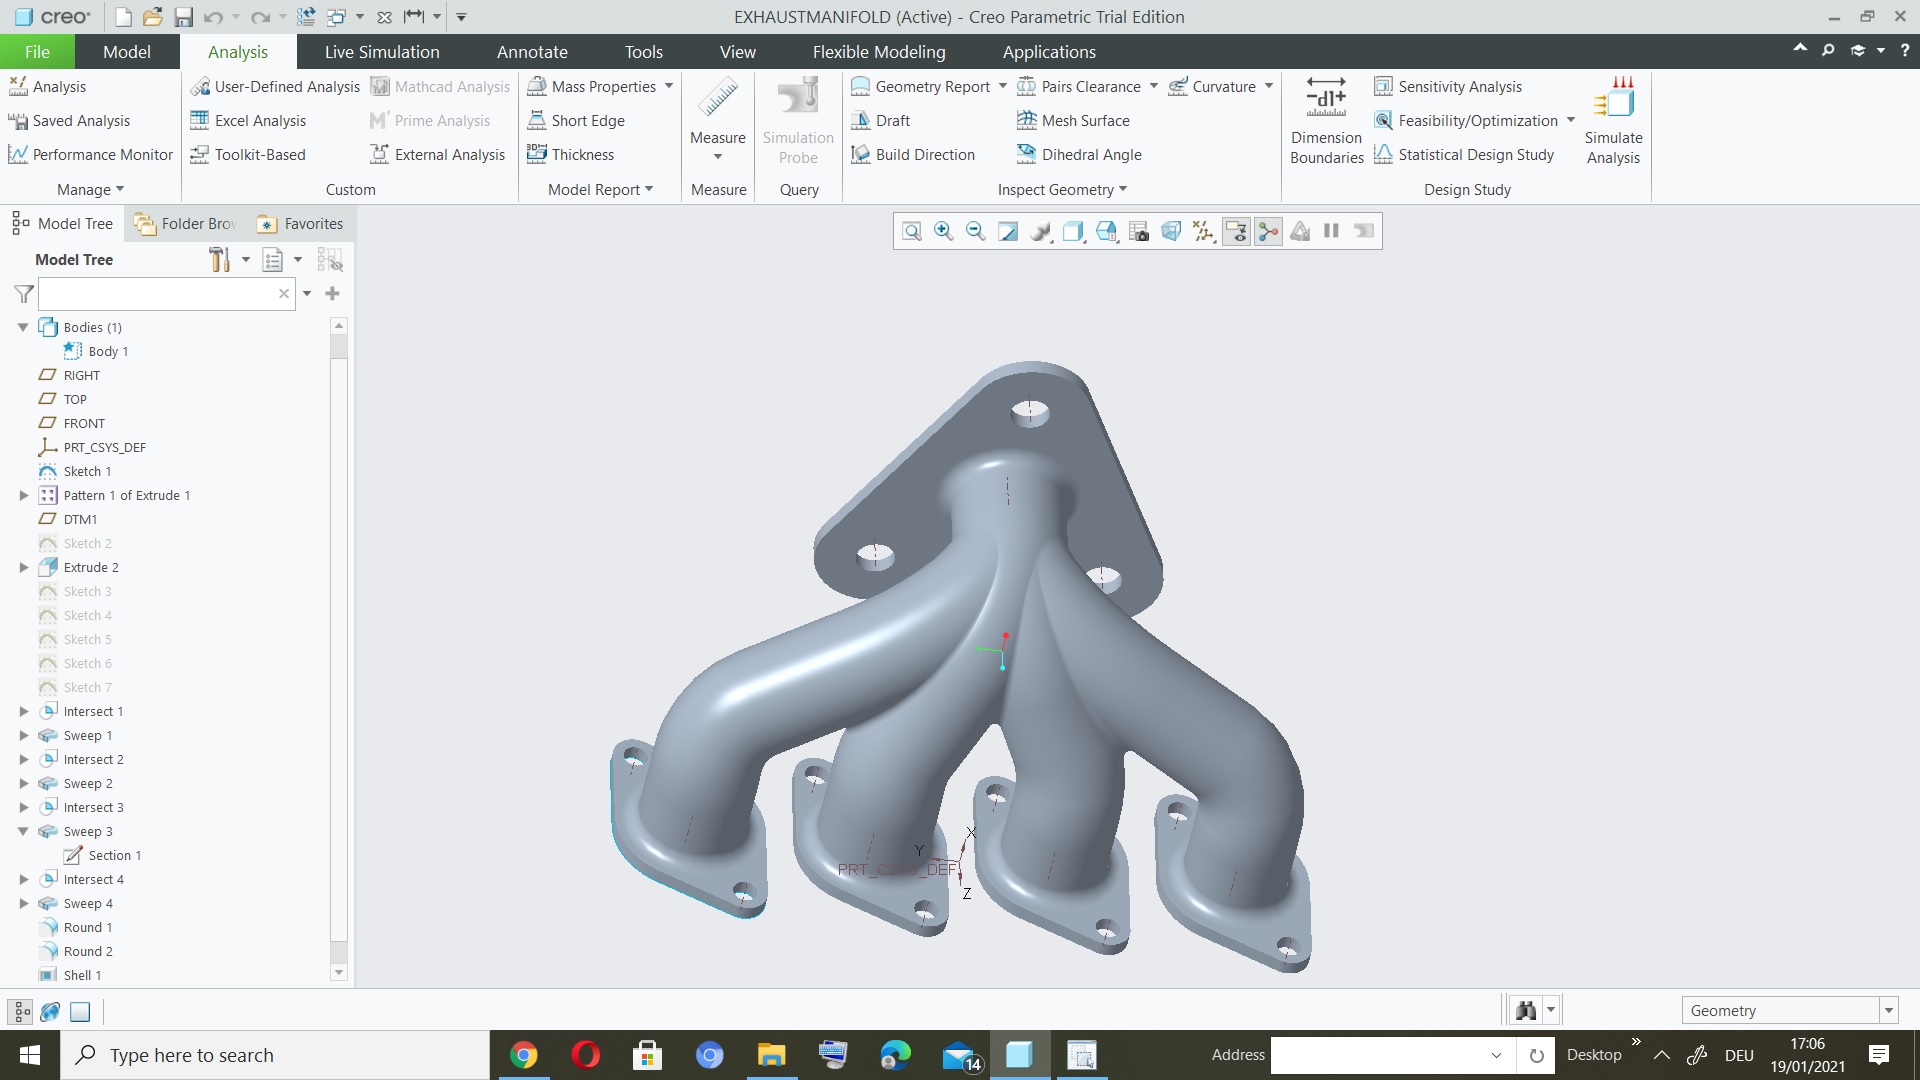 creo
EXHAUSTMANIFOLD (Active) - Creo Parametric Trial Edition
File Model Analysis Live Simulation Annotate Tools View Flexible Modeling Applications
Analysis
Saved Analysis
Performance Monitor
Manage
User-Defined Analysis
Excel Analysis
Toolkit-Based
Mathcad Analysis
Prime Analysis
External Analysis
Custom
Mass Properties
Short Edge
Thickness
Model Report
Measure
Measure
Simulation
Probe
Query
Geometry Report
Draft
Build Direction
Pairs Clearance
Mesh Surface
Dihedral Angle
Curvature
Inspect Geometry
Dimension
Boundaries
Sensitivity Analysis
Feasibility/Optimization
Statistical Design Study
Simulate
Analysis
Design Study
Model Tree Folder Brow Favorites
Model Tree
Bodies (1)
Body 1
RIGHT
TOP
FRONT
PRT_CSYS_DEF
Sketch 1
Pattern 1 of Extrude 1
DTM1
Sketch 2
Extrude 2
Sketch 3
Sketch 4
Sketch 5
Sketch 6
Sketch 7
Intersect 1
Sweep 1
Intersect 2
Sweep 2
Intersect 3
Sweep 3
Section 1
Intersect 4
Sweep 4
Round 1
Round 2
Shell 1
X
Y
PRT_CSYS_DEF
Z
Geometry
Type here to search
14
Address
Desktop
DEU
17:06
19/01/2021